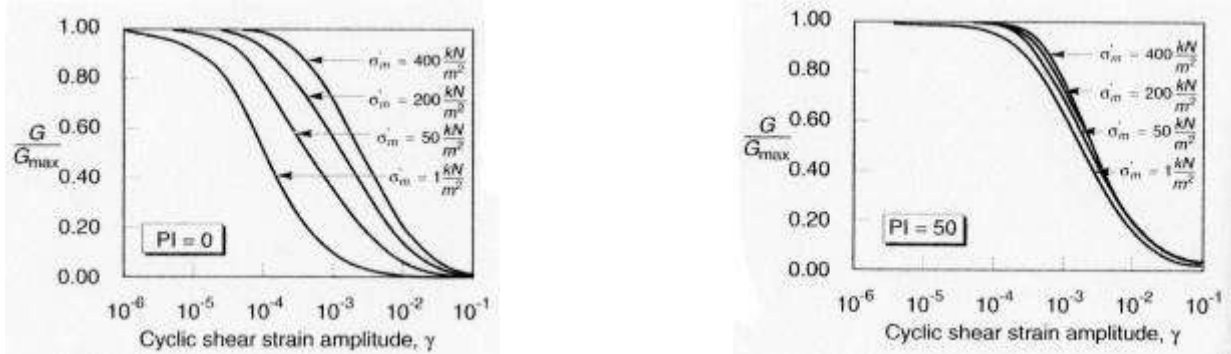 1.00
0.80
0.60
0.40
0.20
0.00
G
G_max
σ'm = 400 kN/m²
σ'm = 200 kN/m²
σ'm = 50 kN/m²
σ'm = 1 kN/m²
PI = 0
10⁻⁶ 10⁻⁵ 10⁻⁴ 10⁻³ 10⁻² 10⁻¹
Cyclic shear strain amplitude, γ
1.00
0.80
0.60
0.40
0.20
0.00
G
G_max
σ'm = 400 kN/m²
σ'm = 200 kN/m²
σ'm = 50 kN/m²
σ'm = 1 kN/m²
PI = 50
10⁻⁶ 10⁻⁵ 10⁻⁴ 10⁻³ 10⁻² 10⁻¹
Cyclic shear strain amplitude, γ